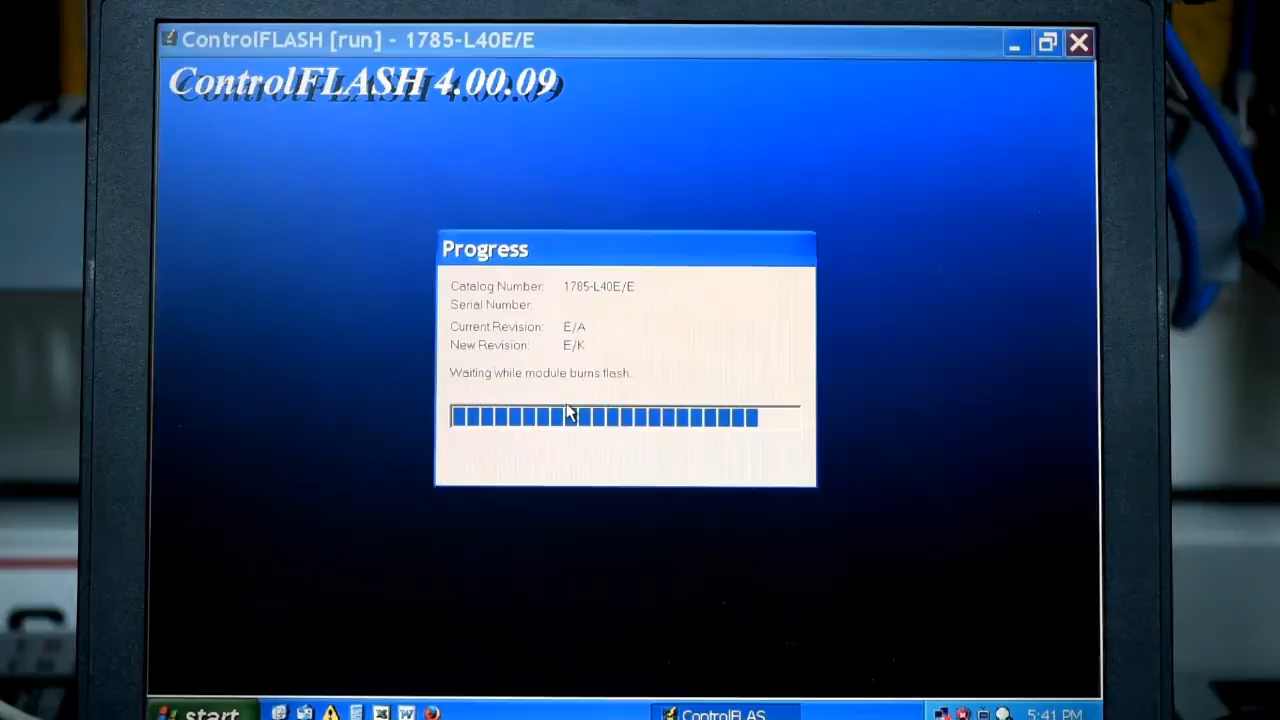 ControlFLASH [run] - 1785-L40E/E
ControlFLASH 4.00.09
Progress
Catalog Number: 1785-L40E/E
Serial Number:
Current Revision: E/A
New Revision: E/K
Waiting while module burns flash...
start
ControlFLAS
5:41 PM